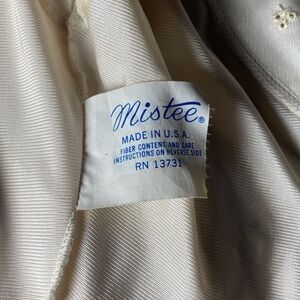 Mistee®
MADE IN U.S.A.
FIBER CONTENT AND CARE
INSTRUCTIONS ON REVERSE SIDE
RN 13731